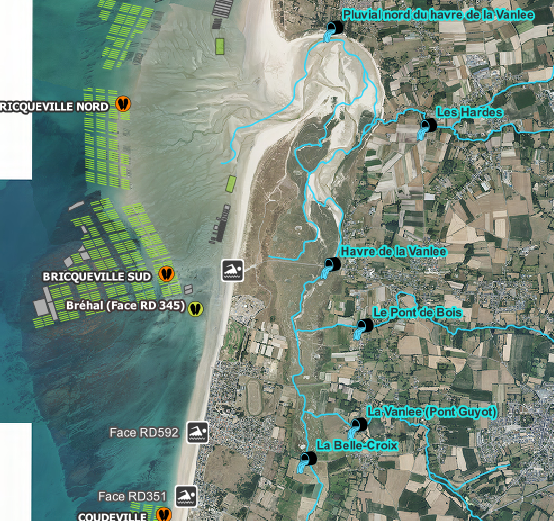 Pluvial nord du havre de la Vanlee
RICQUEVILLE NORD
Les Hardes
Havre de la Vanlee
BRICQUEVILLE SUD
Bréhal (Face RD 345)
Le Pont de Bois
La Vanlee (Pont Guyot)
Face RD592
La Belle-Croix
Face RD351
COUDEVILLE